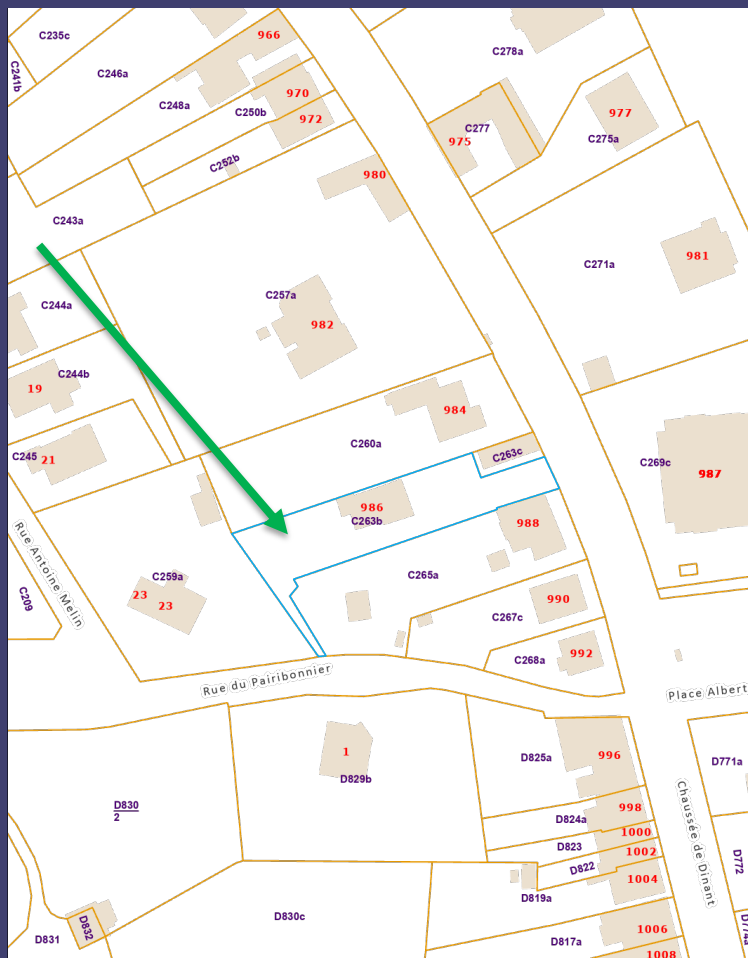 C235c
966
C278a
C241b
C246a
970
C248a
C250b
972
977
C277
975
C275a
C252b
980
C243a
981
C271a
C257a
C244a
982
C244b
19
984
C245
21
C260a
C263c
C269c
987
986
C263b
988
Rue Antoine Melin
C259a
C265a
23
23
C209
990
C267c
992
C268a
Rue du Pairibonnier
Place Albert
1
D829b
D825a
996
D771a
D830
2
998
D824a
1000
D823
1002
Chaussée de Dinant
D822
D772
1004
D819a
D830c
D832
D831
1006
D817a
1008